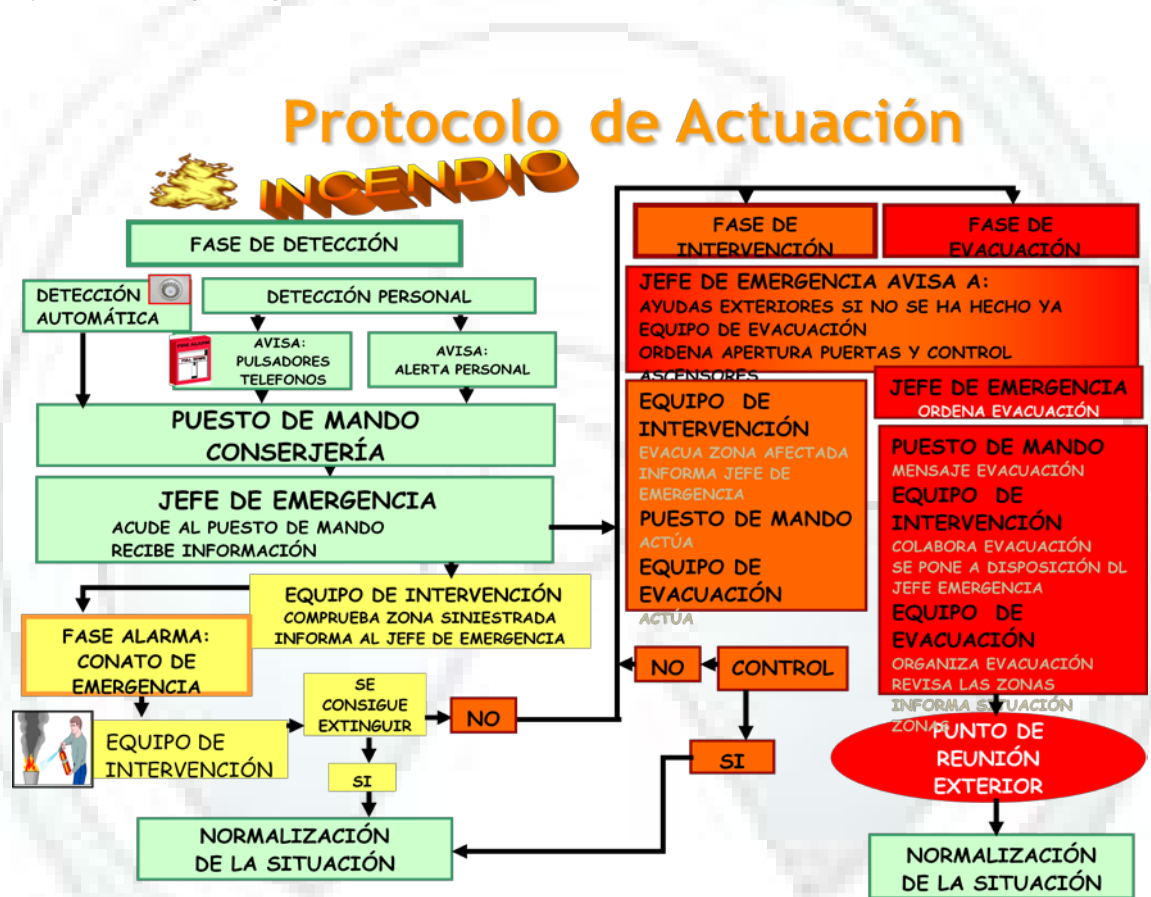 Protocolo de Actuación
INCENDIO
FASE DE DETECCIÓN
DETECCIÓN
AUTOMÁTICA
DETECCIÓN PERSONAL
AVISA:
PULSADORES
TELEFONOS
AVISA:
ALERTA PERSONAL
PUESTO DE MANDO
CONSERJERÍA
JEFE DE EMERGENCIA
ACUDE AL PUESTO DE MANDO
RECIBE INFORMACIÓN
EQUIPO DE INTERVENCIÓN
COMPRUEBA ZONA SINIESTRADA
INFORMA AL JEFE DE EMERGENCIA
FASE ALARMA:
CONATO DE
EMERGENCIA
EQUIPO DE
INTERVENCIÓN
SE
CONSIGUE
EXTINGUIR
NO
SI
NORMALIZACIÓN
DE LA SITUACIÓN
FASE DE
INTERVENCIÓN
FASE DE
EVACUACIÓN
JEFE DE EMERGENCIA AVISA A:
AYUDAS EXTERIORES SI NO SE HA HECHO YA
EQUIPO DE EVACUACIÓN
ORDENA APERTURA PUERTAS Y CONTROL
ASCENSORES
EQUIPO DE
INTERVENCIÓN
EVACUA ZONA AFECTADA
INFORMA JEFE DE
EMERGENCIA
PUESTO DE MANDO
ACTÚA
EQUIPO DE
EVACUACIÓN
ACTÚA
NO
CONTROL
SI
JEFE DE EMERGENCIA
ORDENA EVACUACIÓN
PUESTO DE MANDO
MENSAJE EVACUACIÓN
EQUIPO DE
INTERVENCIÓN
COLABORA EVACUACIÓN
SE PONE A DISPOSICIÓN DL
JEFE EMERGENCIA
EQUIPO DE
EVACUACIÓN
ORGANIZA EVACUACIÓN
REVISA LAS ZONAS
INFORMA SITUACIÓN
ZONAS
PUNTO DE
REUNIÓN
EXTERIOR
NORMALIZACIÓN
DE LA SITUACIÓN